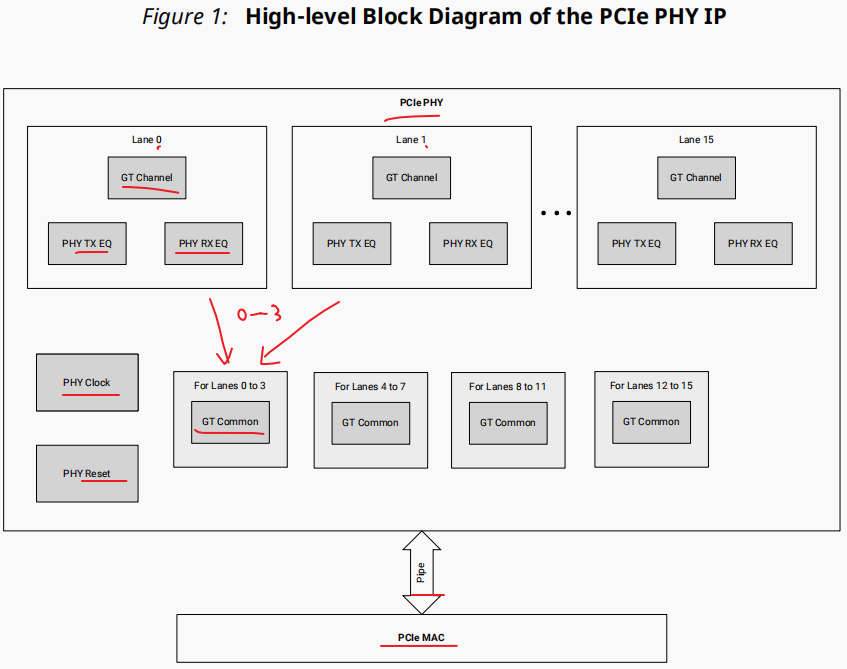 Figure 1: High-level Block Diagram of the PCIe PHY IP
PCIe PHY
Lane 0
GT Channel
PHY TX EQ
PHY RX EQ
Lane 1
GT Channel
PHY TX EQ
PHY RX EQ
Lane 15
GT Channel
PHY TX EQ
PHY RX EQ
0-3
PHY Clock
PHY Reset
For Lanes 0 to 3
GT Common
For Lanes 4 to 7
GT Common
For Lanes 8 to 11
GT Common
For Lanes 12 to 15
GT Common
Pipe
PCIe MAC